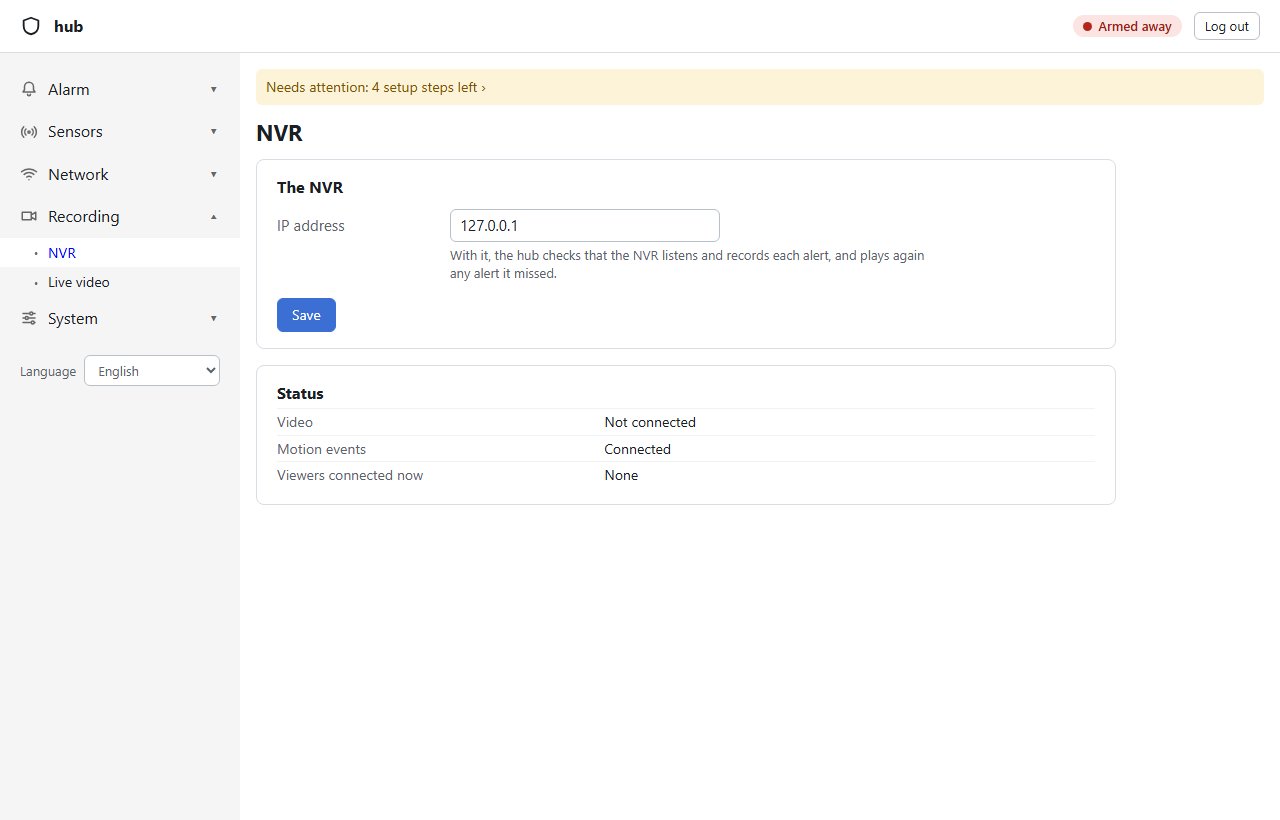 hub
Armed away
Log out
Alarm
Sensors
Network
Recording
NVR
Live video
System
Language
English
Needs attention: 4 setup steps left ›
NVR
The NVR
IP address
127.0.0.1
With it, the hub checks that the NVR listens and records each alert, and plays again
any alert it missed.
Save
Status
Video Not connected
Motion events Connected
Viewers connected now None